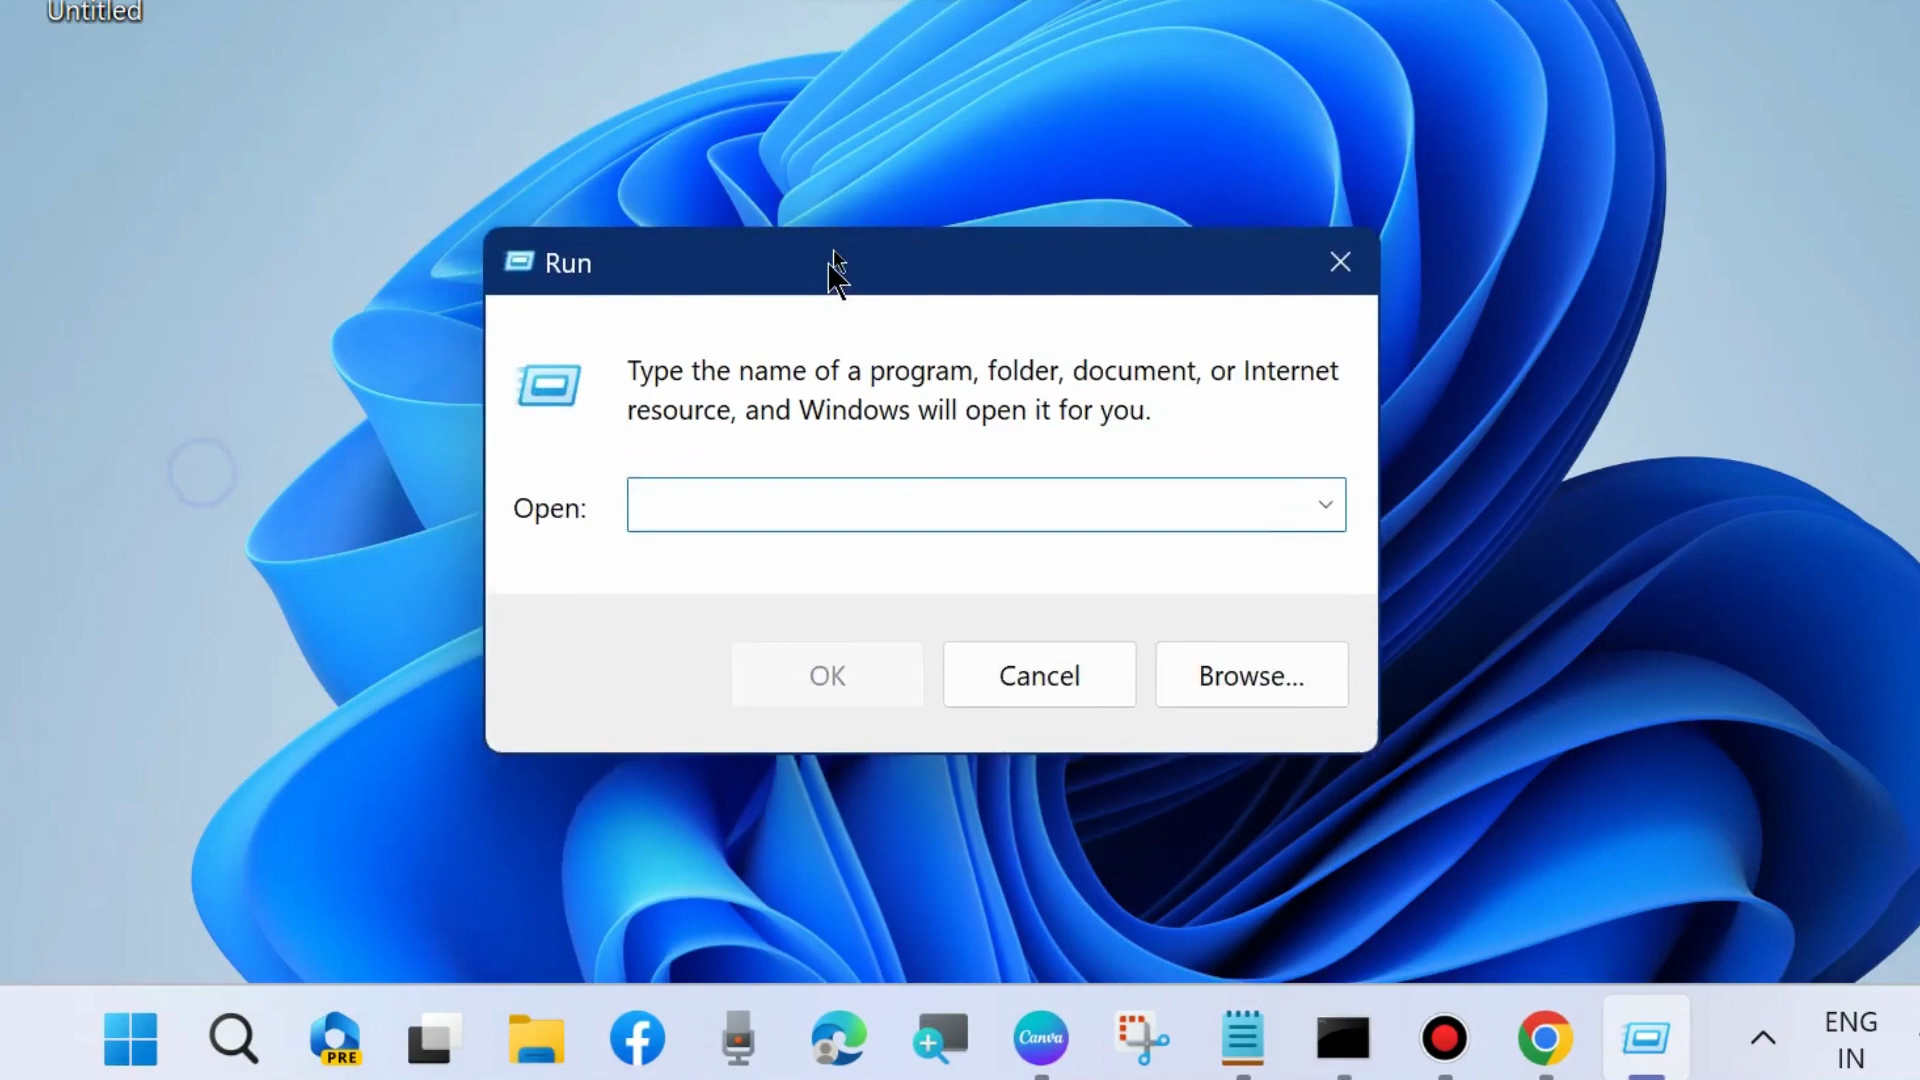 Untitled
Run
Type the name of a program, folder, document, or Internet
resource, and Windows will open it for you.
Open:
OK
Cancel
Browse...
PRE
Canva
ENG
IN